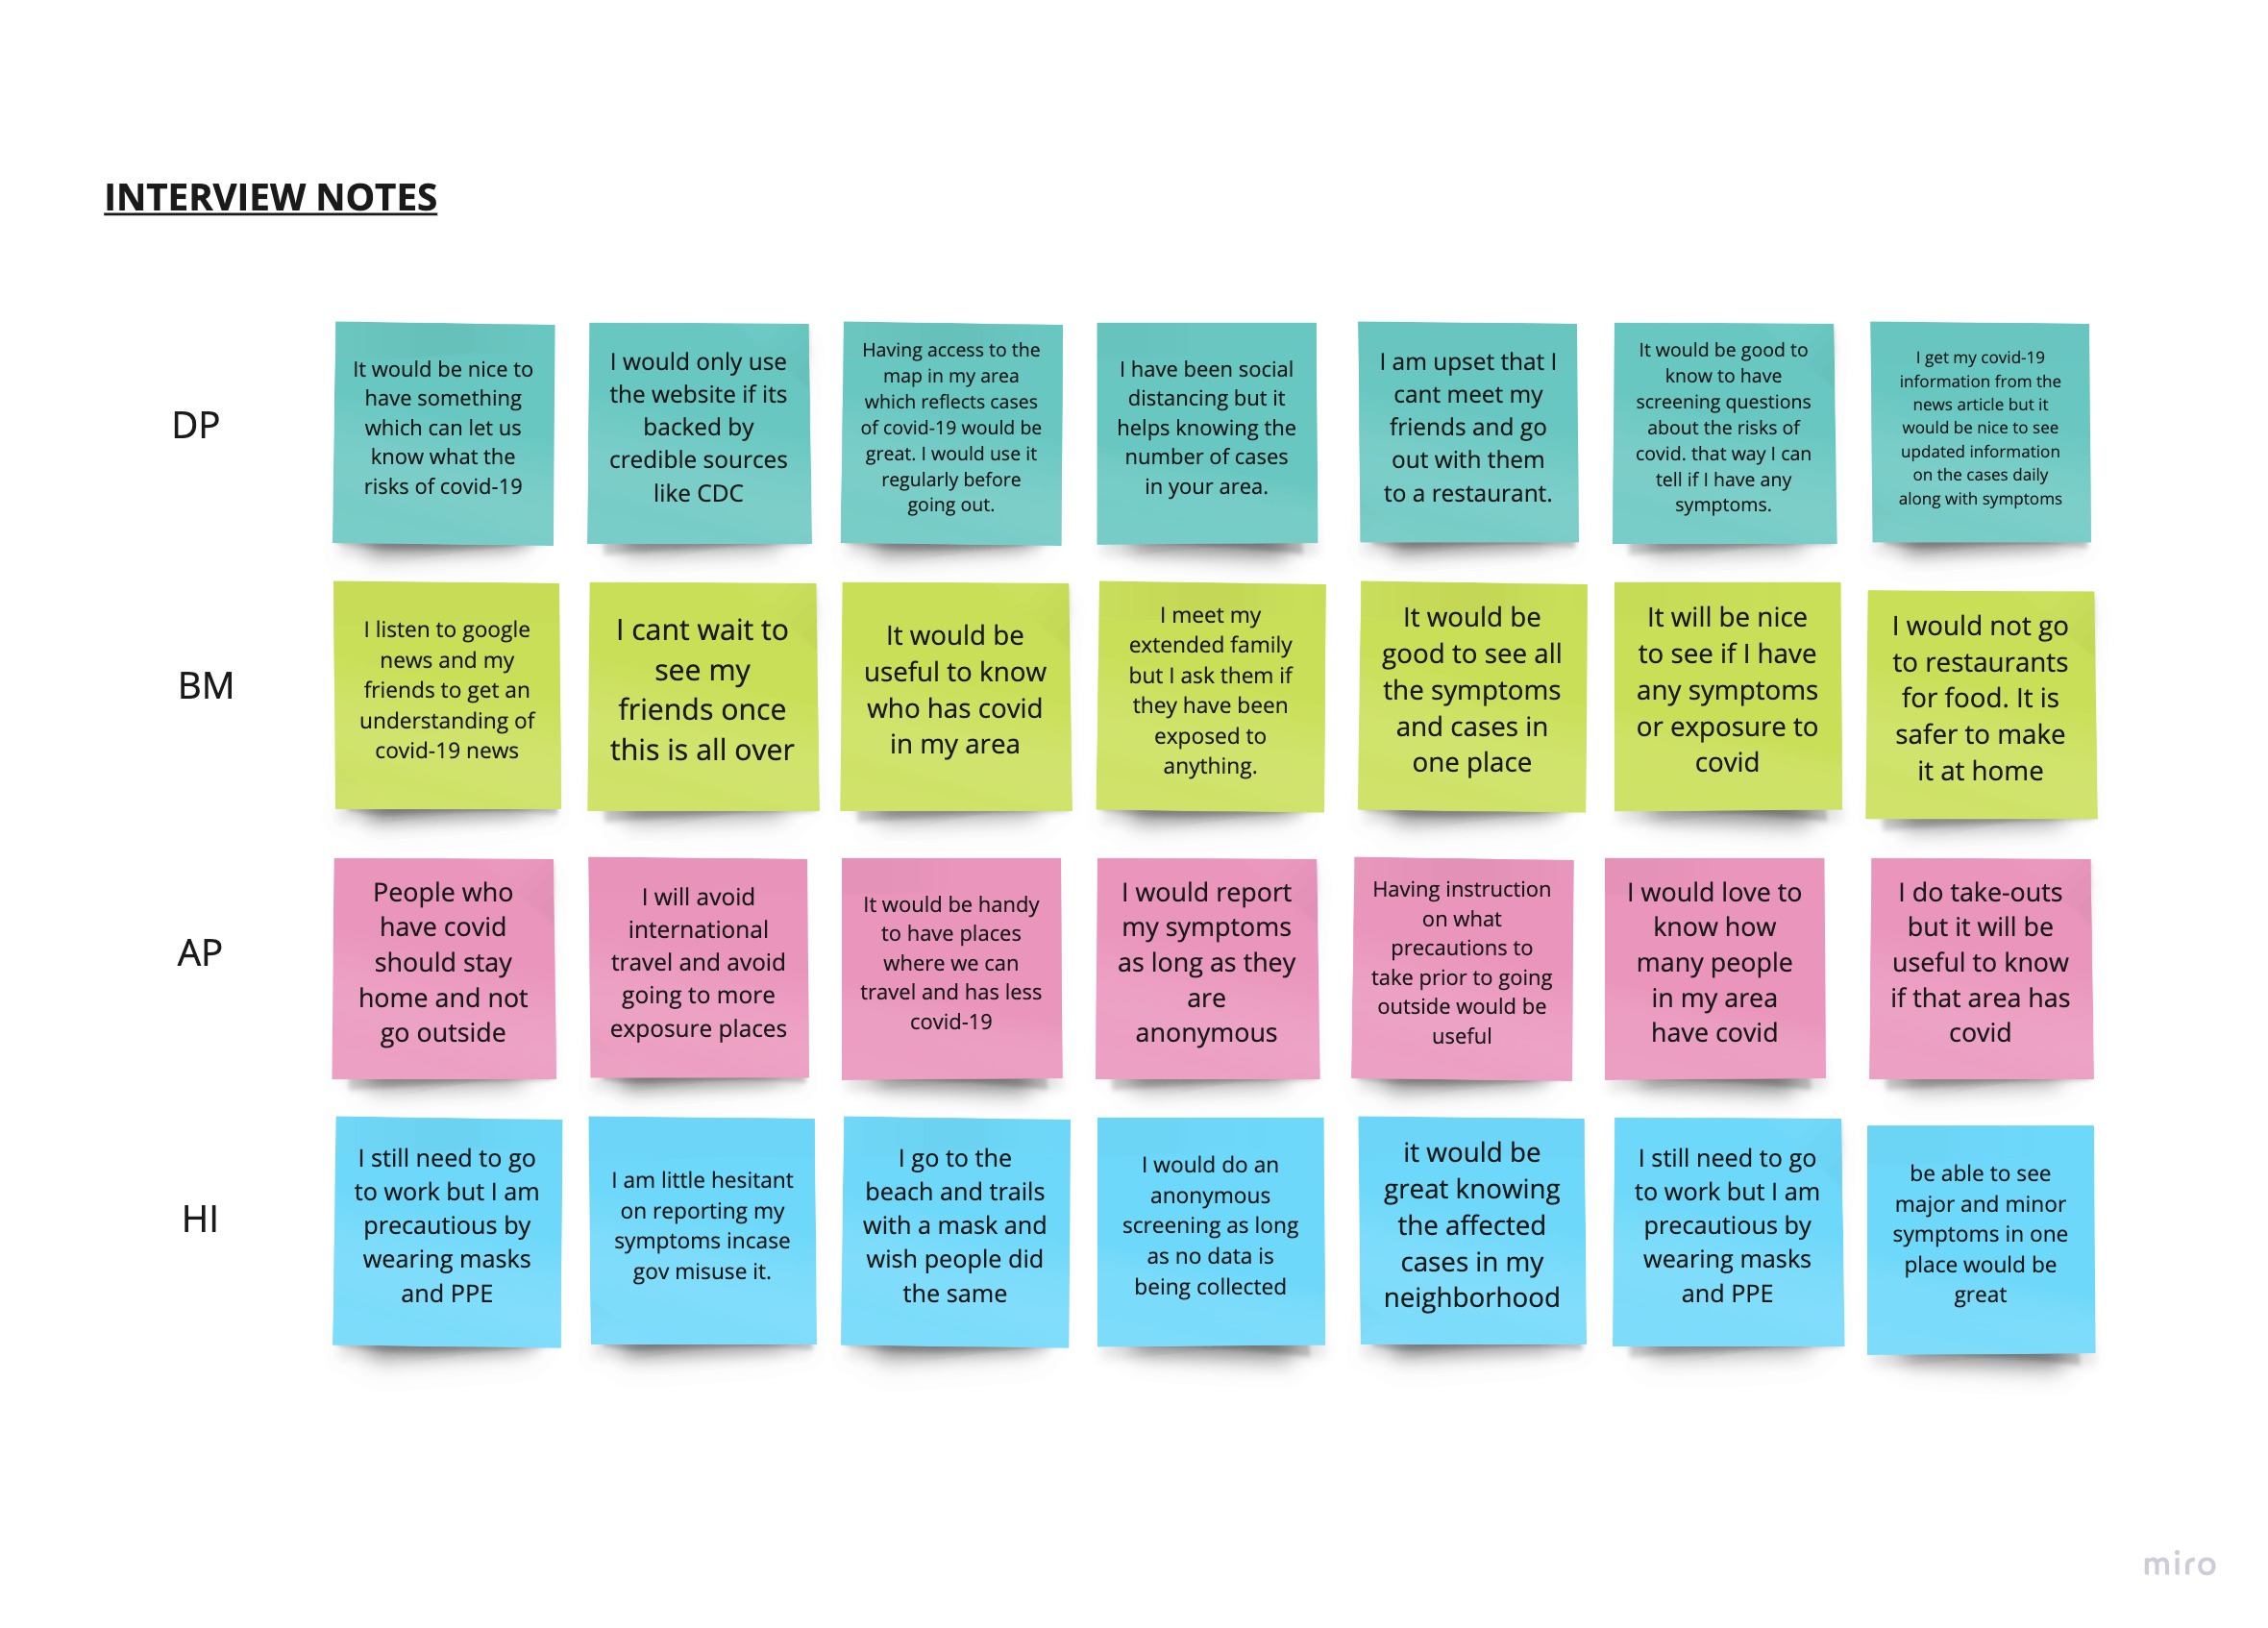 INTERVIEW NOTES
DP
It would be nice to
have something
which can let us
know what the
risks of covid-19
I would only use
the website if its
backed by
credible sources
like CDC
Having access to the
map in my area
which reflects cases
of covid-19 would be
great. I would use it
regularly before
going out.
I have been social
distancing but it
helps knowing the
number of cases
in your area.
I am upset that I
cant meet my
friends and go
out with them
to a restaurant.
It would be good to
know to have
screening questions
about the risks of
covid. that way I can
tell if I have any
symptoms.
I get my covid-19
information from the
news article but it
would be nice to see
updated information
on the cases daily
along with symptoms
BM
I listen to google
news and my
friends to get an
understanding of
covid-19 news
I cant wait to
see my
friends once
this is all over
It would be
useful to know
who has covid
in my area
I meet my
extended family
but I ask them if
they have been
exposed to
anything.
It would be
good to see all
the symptoms
and cases in
one place
It will be nice
to see if I have
any symptoms
or exposure to
covid
I would not go
to restaurants
for food. It is
safer to make
it at home
AP
People who
have covid
should stay
home and not
go outside
I will avoid
international
travel and avoid
going to more
exposure places
It would be handy
to have places
where we can
travel and has less
covid-19
I would report
my symptoms
as long as they
are
anonymous
Having instruction
on what
precautions to
take prior to going
outside would be
useful
I would love to
know how
many people
in my area
have covid
I do take-outs
but it will be
useful to know
if that area has
covid
HI
I still need to go
to work but I am
precautious by
wearing masks
and PPE
I am little hesitant
on reporting my
symptoms incase
gov misuse it.
I go to the
beach and trails
with a mask and
wish people did
the same
I would do an
anonymous
screening as long
as no data is
being collected
it would be
great knowing
the affected
cases in my
neighborhood
I still need to go
to work but I am
precautious by
wearing masks
and PPE
be able to see
major and minor
symptoms in one
place would be
great
miro